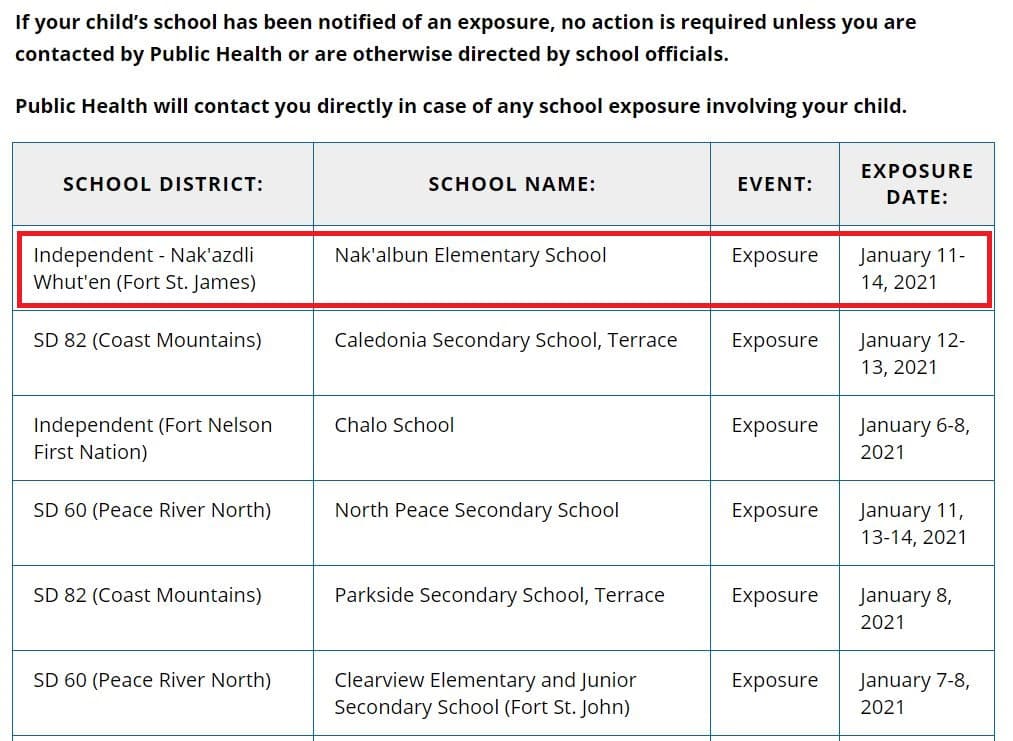 If your child’s school has been notified of an exposure, no action is required unless you are
contacted by Public Health or are otherwise directed by school officials.
Public Health will contact you directly in case of any school exposure involving your child.
SCHOOL DISTRICT: SCHOOL NAME: EVENT: EXPOSURE DATE:
Independent - Nak'azdli Nak'albun Elementary School Exposure January 11-
Whut'en (Fort St. James) 14, 2021
SD 82 (Coast Mountains) Caledonia Secondary School, Terrace Exposure January 12-
13, 2021
Independent (Fort Nelson Chalo School Exposure January 6-8,
First Nation) 2021
SD 60 (Peace River North) North Peace Secondary School Exposure January 11,
13-14, 2021
SD 82 (Coast Mountains) Parkside Secondary School, Terrace Exposure January 8,
2021
SD 60 (Peace River North) Clearview Elementary and Junior Exposure January 7-8,
Secondary School (Fort St. John) 2021